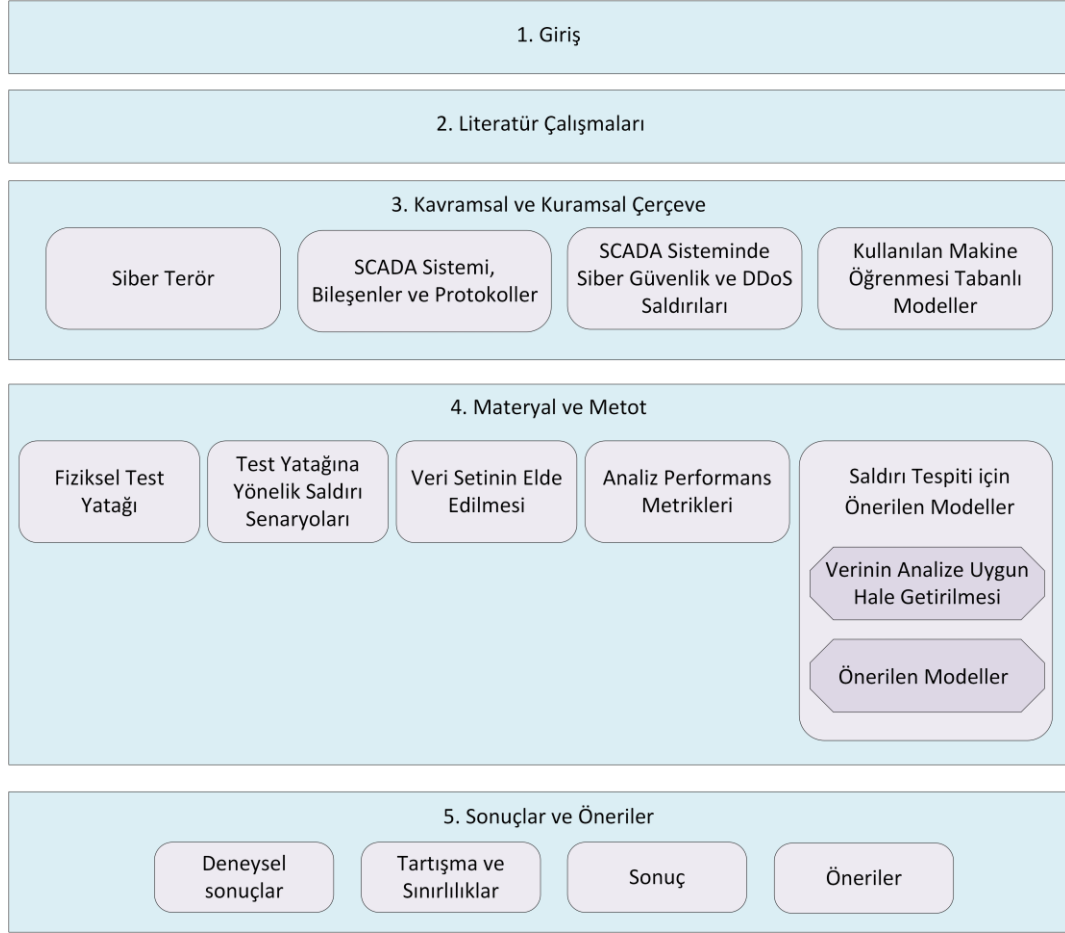 1. Giriş
2. Literatür Çalışmaları
3. Kavramsal ve Kuramsal Çerçeve
Siber Terör
SCADA Sistemi,
Bileşenler ve Protokoller
SCADA Sisteminde
Siber Güvenlik ve DDoS
Saldırıları
Kullanılan Makine
Öğrenmesi Tabanlı
Modeller
4. Materyal ve Metot
Fiziksel Test
Yatağı
Test Yatağına
Yönelik Saldırı
Senaryoları
Veri Setinin Elde
Edilmesi
Analiz Performans
Metrikleri
Saldırı Tespiti için
Önerilen Modeller
Verinin Analize Uygun
Hale Getirilmesi
Önerilen Modeller
5. Sonuçlar ve Öneriler
Deneysel
sonuçlar
Tartışma ve
Sınırlılıklar
Sonuç
Öneriler